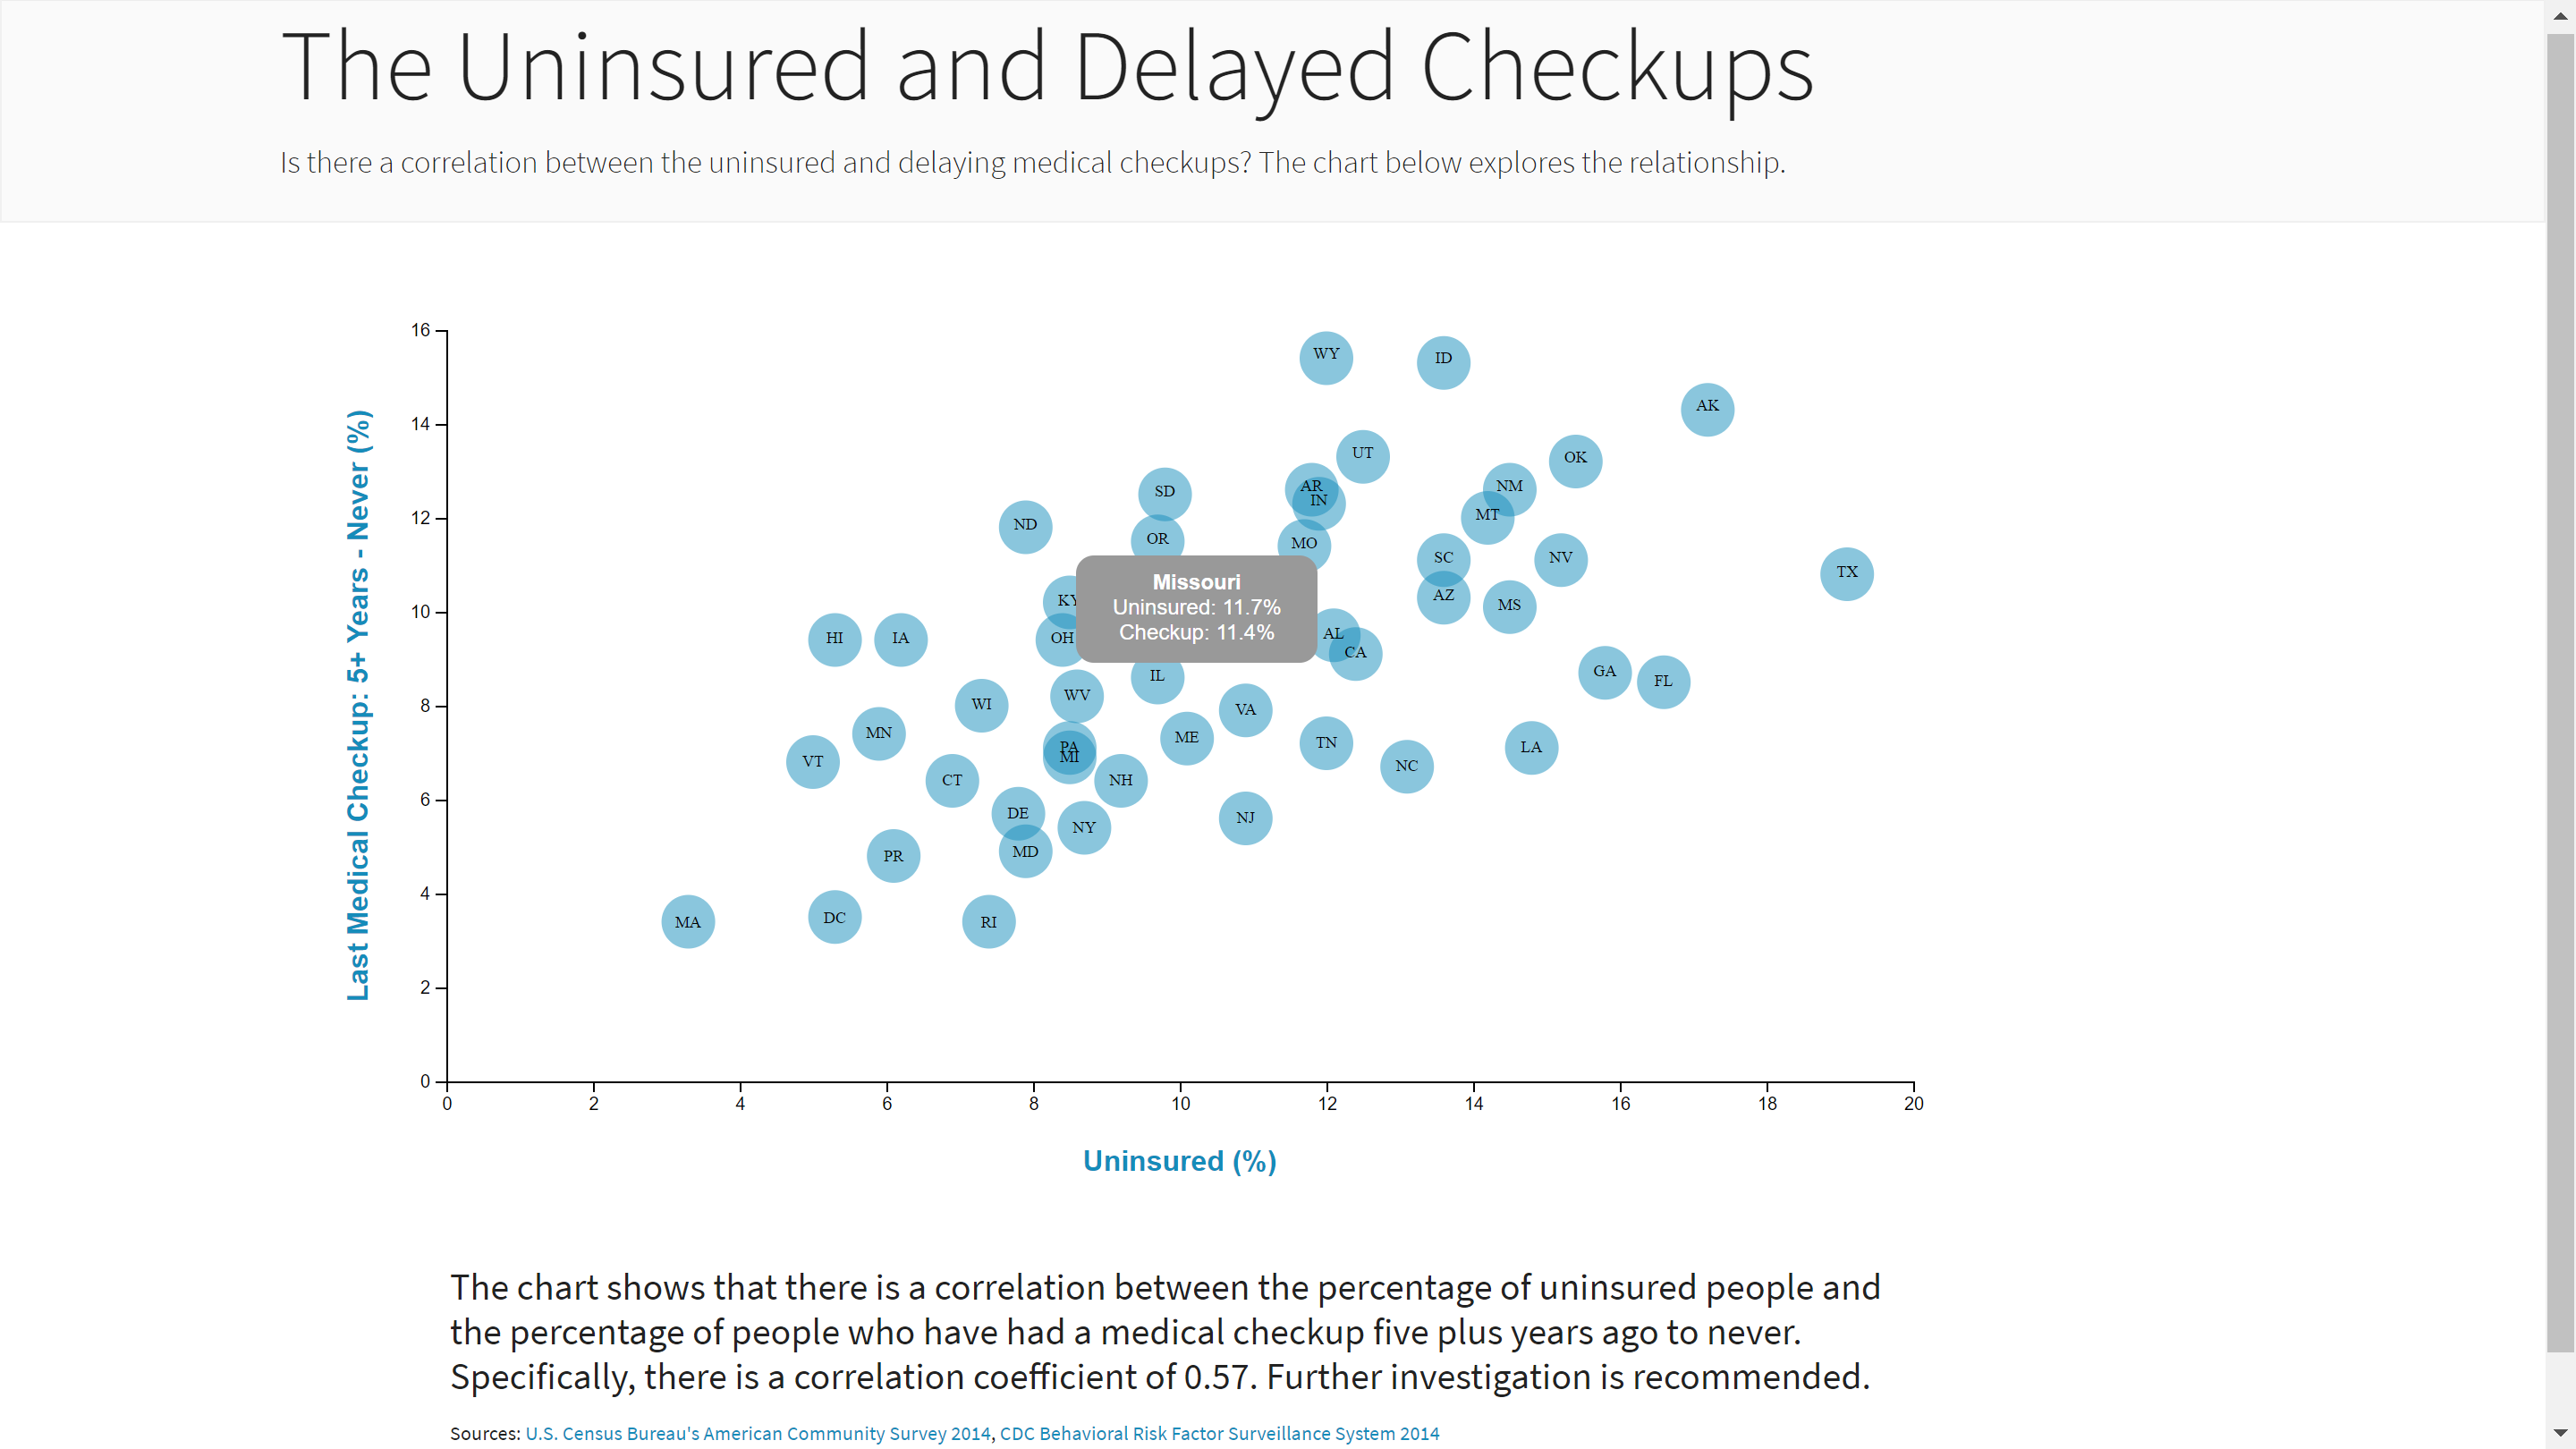 The Uninsured and Delayed Checkups
Is there a correlation between the uninsured and delaying medical checkups? The chart below explores the relationship.
16
14
12
10
8
6
4
2
0
Last Medical Checkup: 5+ Years - Never (%)
WY
ID
AK
UT
OK
SD
AR
IN
NM
MT
ND
OR
MO
SC
NV
TX
AZ
MS
KY
Missouri
Uninsured: 11.7%
Checkup: 11.4%
HI
IA
OH
AL
CA
IL
GA
FL
WI
WV
VA
MN
PA
MI
ME
TN
LA
VT
CT
NH
NC
DE
NY
NJ
PR
MD
MA
DC
RI
0 2 4 6 8 10 12 14 16 18 20
Uninsured (%)
The chart shows that there is a correlation between the percentage of uninsured people and
the percentage of people who have had a medical checkup five plus years ago to never.
Specifically, there is a correlation coefficient of 0.57. Further investigation is recommended.
Sources: U.S. Census Bureau's American Community Survey 2014, CDC Behavioral Risk Factor Surveillance System 2014